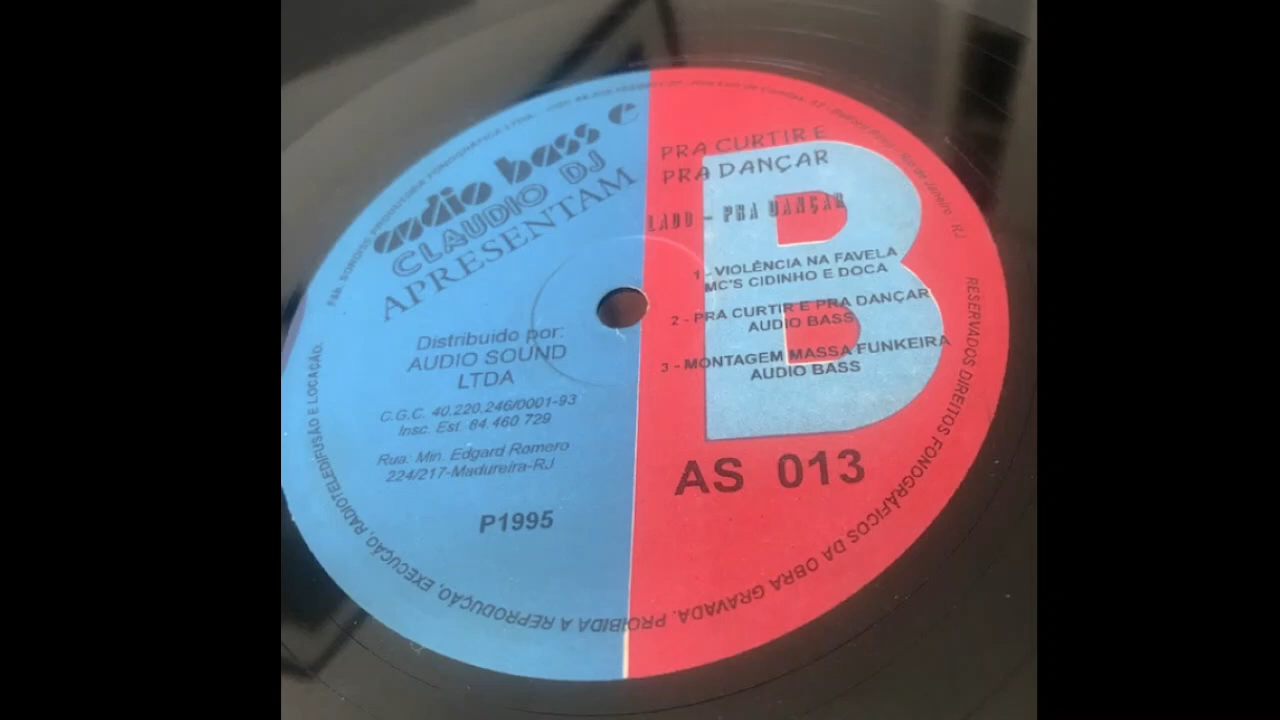 audio bass e
CLAUDIO DJ
APRESENTAM
Distribuido por:
AUDIO SOUND
LTDA
C.G.C. 40.220.246/0001-93
Insc. Est. 84.460 729
Rua: Min. Edgard Romero
224/217-Madureira-RJ
P1995
PRA CURTIR E
PRA DANÇAR
LADO - PRA DANÇAR
B
1 - VIOLÊNCIA NA FAVELA
MC'S CIDINHO E DOCA
2 - PRA CURTIR E PRA DANÇAR
AUDIO BASS
3 - MONTAGEM MASSA FUNKEIRA
AUDIO BASS
AS 013
RESERVADOS DIREITOS FONOGRÁFICOS DA OBRA GRAVADA. PROIBIDA A REPRODUÇÃO, EXECUÇÃO, RADIOTELEDIFUSÃO E LOCAÇÃO.
Rio de Janeiro RJ